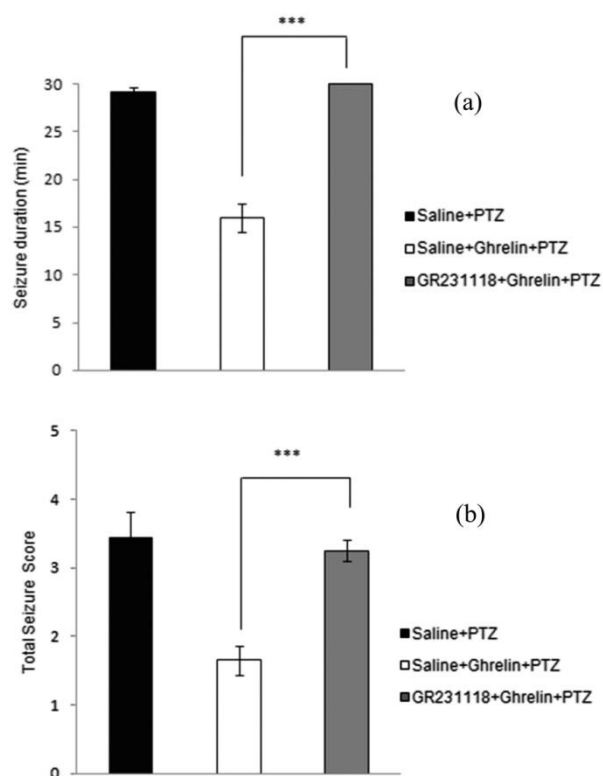 ***
Seizure duration (min)
30
25
20
15
10
5
0
(a)
Saline+PTZ
Saline+Ghrelin+PTZ
GR231118+Ghrelin+PTZ
***
Total Seizure Score
5
4
3
2
1
0
(b)
Saline+PTZ
Saline+Ghrelin+PTZ
GR231118+Ghrelin+PTZ